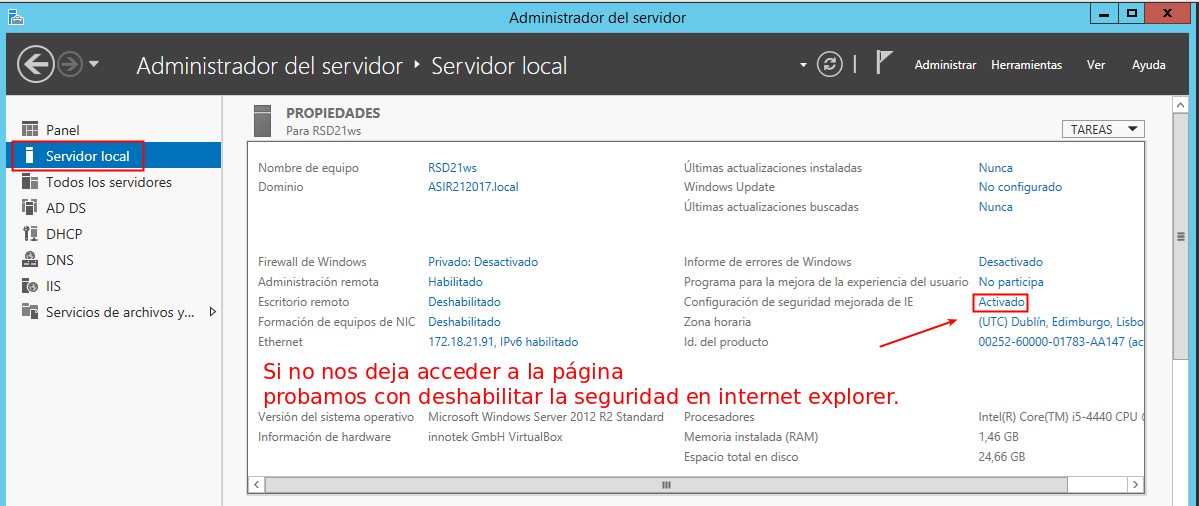 Administrador del servidor
Administrador del servidor ‣ Servidor local
Administrar Herramientas Ver Ayuda
Panel
Servidor local
Todos los servidores
AD DS
DHCP
DNS
IIS
Servicios de archivos y...
PROPIEDADES
Para RSD21ws
TAREAS
Nombre de equipo RSD21ws Últimas actualizaciones instaladas Nunca
Dominio ASIR212017.local Windows Update No configurado
Últimas actualizaciones buscadas Nunca
Firewall de Windows Privado: Desactivado Informe de errores de Windows Desactivado
Administración remota Habilitado Programa para la mejora de la experiencia del usuario No participa
Escritorio remoto Deshabilitado Configuración de seguridad mejorada de IE Activado
Formación de equipos de NIC Deshabilitado Zona horaria (UTC) Dublín, Edimburgo, Lisbo
Ethernet 172.18.21.91, IPv6 habilitado Id. del producto 00252-60000-01783-AA147 (ac
Si no nos deja acceder a la página
probamos con deshabilitar la seguridad en internet explorer.
Versión del sistema operativo Microsoft Windows Server 2012 R2 Standard Procesadores Intel(R) Core(TM) i5-4440 CPU
Información de hardware innotek GmbH VirtualBox Memoria instalada (RAM) 1,46 GB
Espacio total en disco 24,66 GB